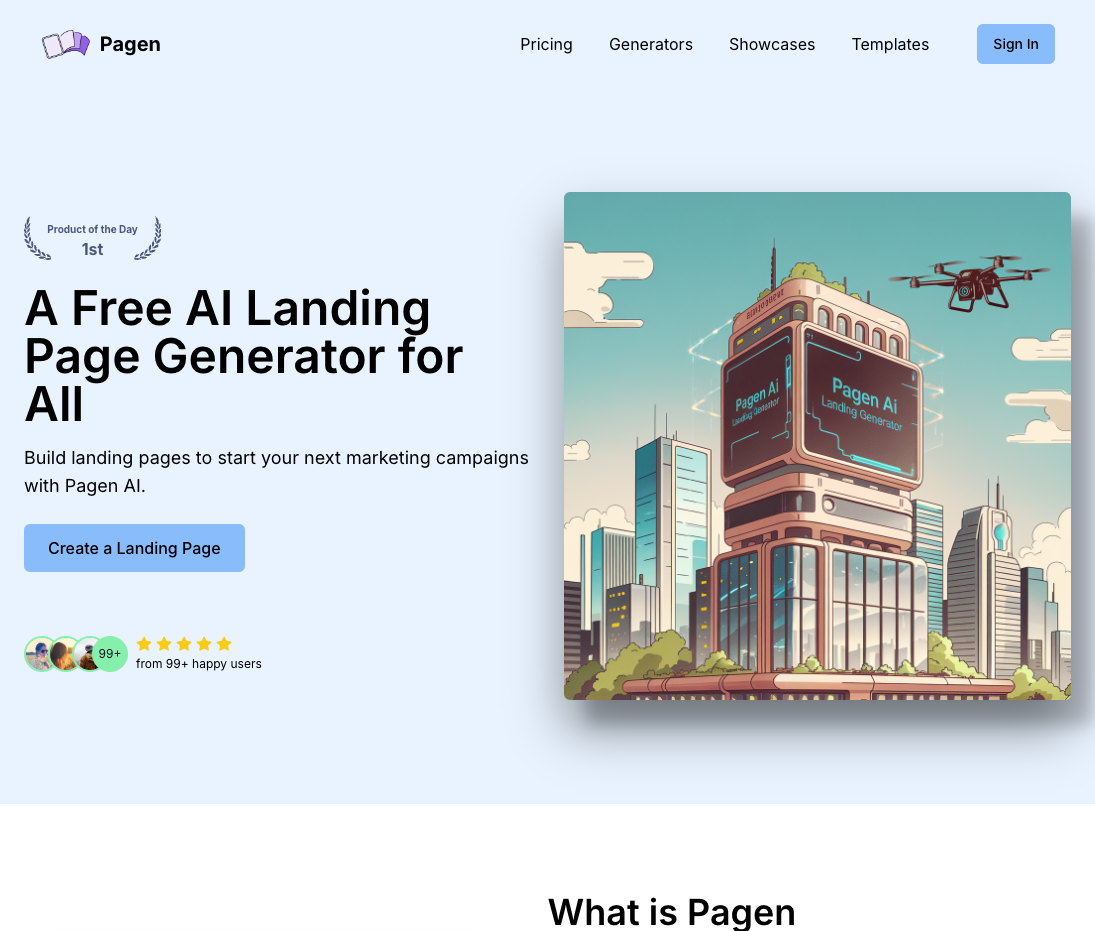 Pagen
Pricing
Generators
Showcases
Templates
Sign In
Product of the Day
1st
A Free AI Landing
Page Generator for
All
Build landing pages to start your next marketing campaigns
with Pagen AI.
Create a Landing Page
99+
from 99+ happy users
Pagen Ai
Landing Generator
Pagen Ai
Landing Generator
What is Pagen